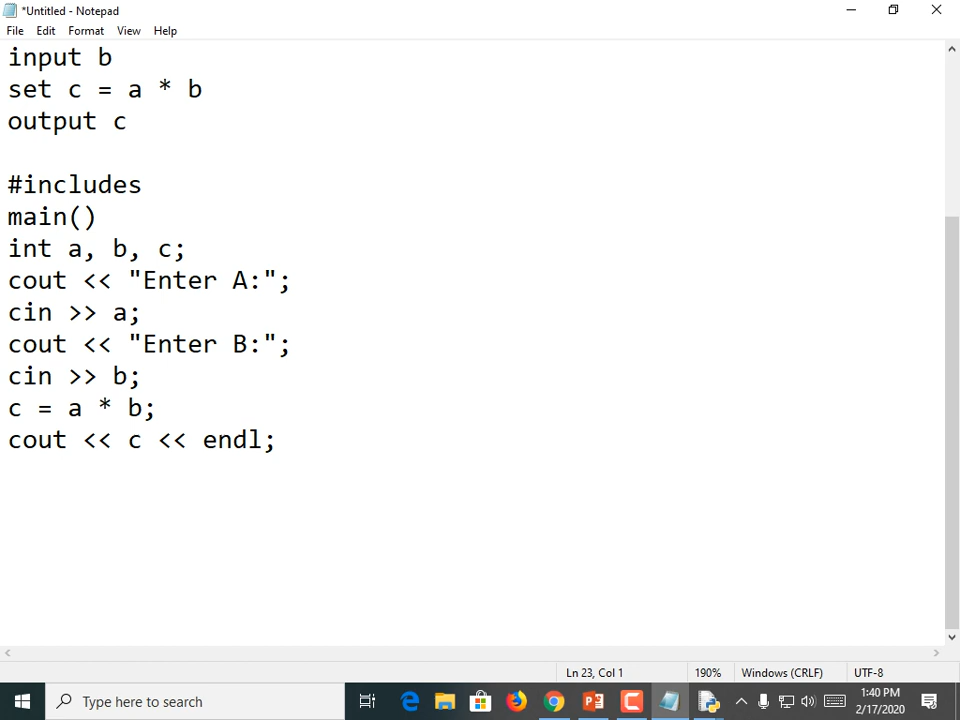 *Untitled - Notepad
File Edit Format View Help
input b
set c = a * b
output c
#includes
main()
int a, b, c;
cout << "Enter A:";
cin >> a;
cout << "Enter B:";
cin >> b;
c = a * b;
cout << c << endl;
Ln 23, Col 1 190% Windows (CRLF) UTF-8
Type here to search
1:40 PM
2/17/2020